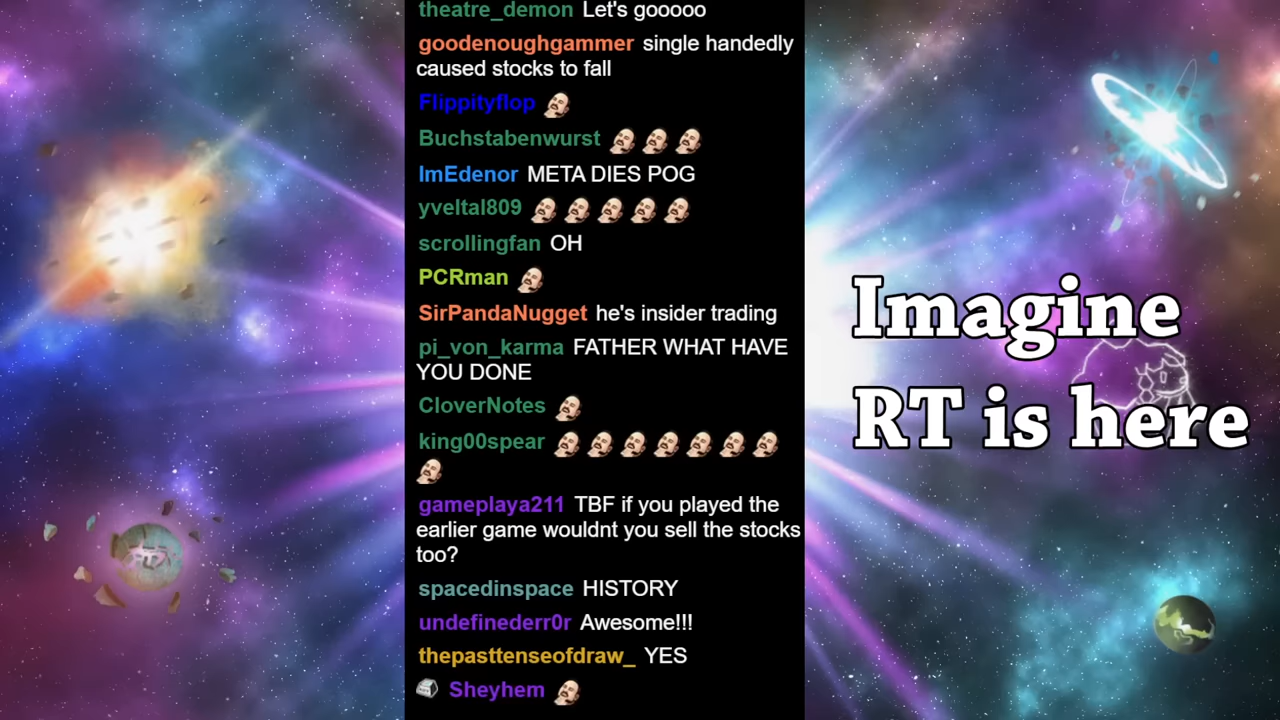 theatre_demon Let's gooooo
goodenoughgammer single handedly
caused stocks to fall
Flippityflop
Buchstabenwurst
ImEdenor META DIES POG
yveltal809
scrollingfan OH
PCRman
SirPandaNugget he's insider trading
pi_von_karma FATHER WHAT HAVE
YOU DONE
CloverNotes
king00spear
gameplaya211 TBF if you played the
earlier game wouldnt you sell the stocks
too?
spacedinspace HISTORY
undefinederr0r Awesome!!!
thepasttenseofdraw_ YES
Sheyhem
Imagine
RT is here